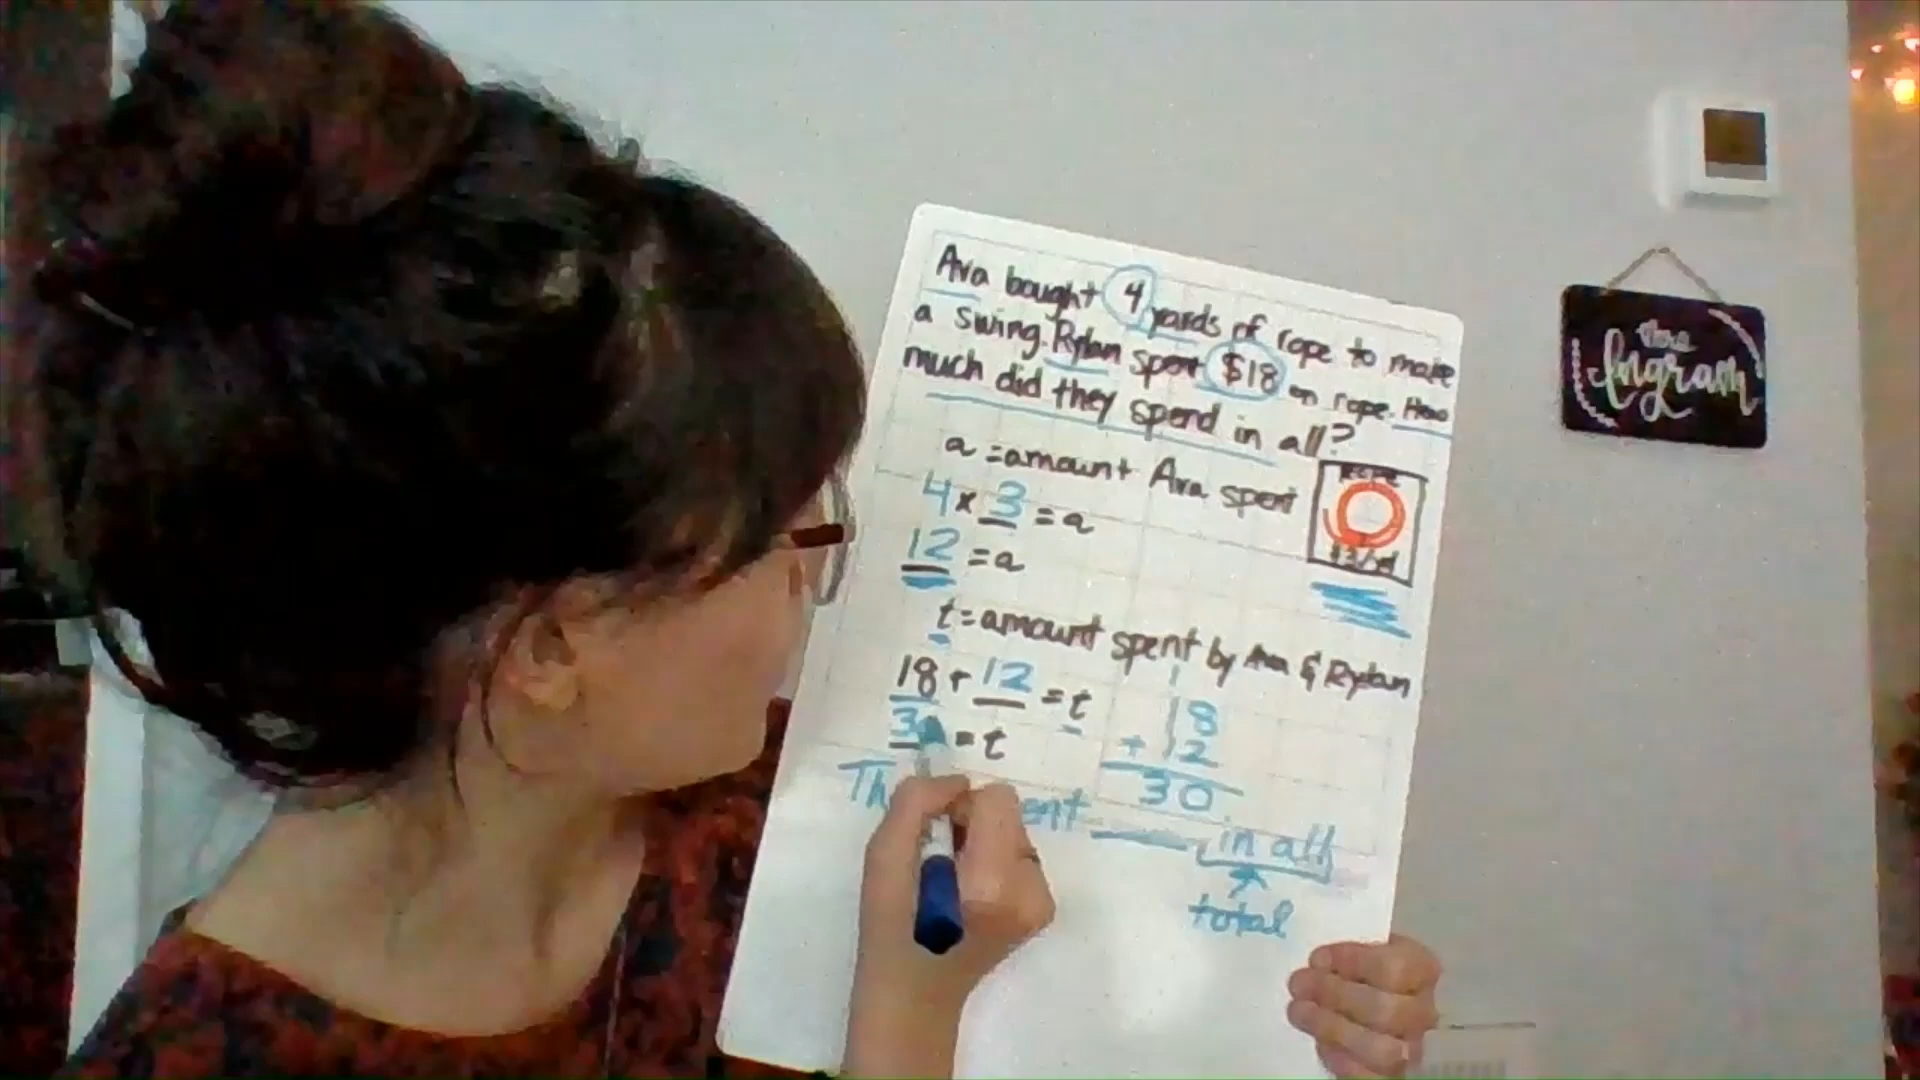 Ava bought 4 yards of rope to make
a swing. Rylan spent $18 on rope. How
much did they spend in all?
a = amount Ava spent
Rope
$3/yd
4 x 3 = a
12 = a
t = amount spent by Ava & Rylan
18 + 12 = t
3 = t
1
18
+ 12
30
in all
total
Ingram